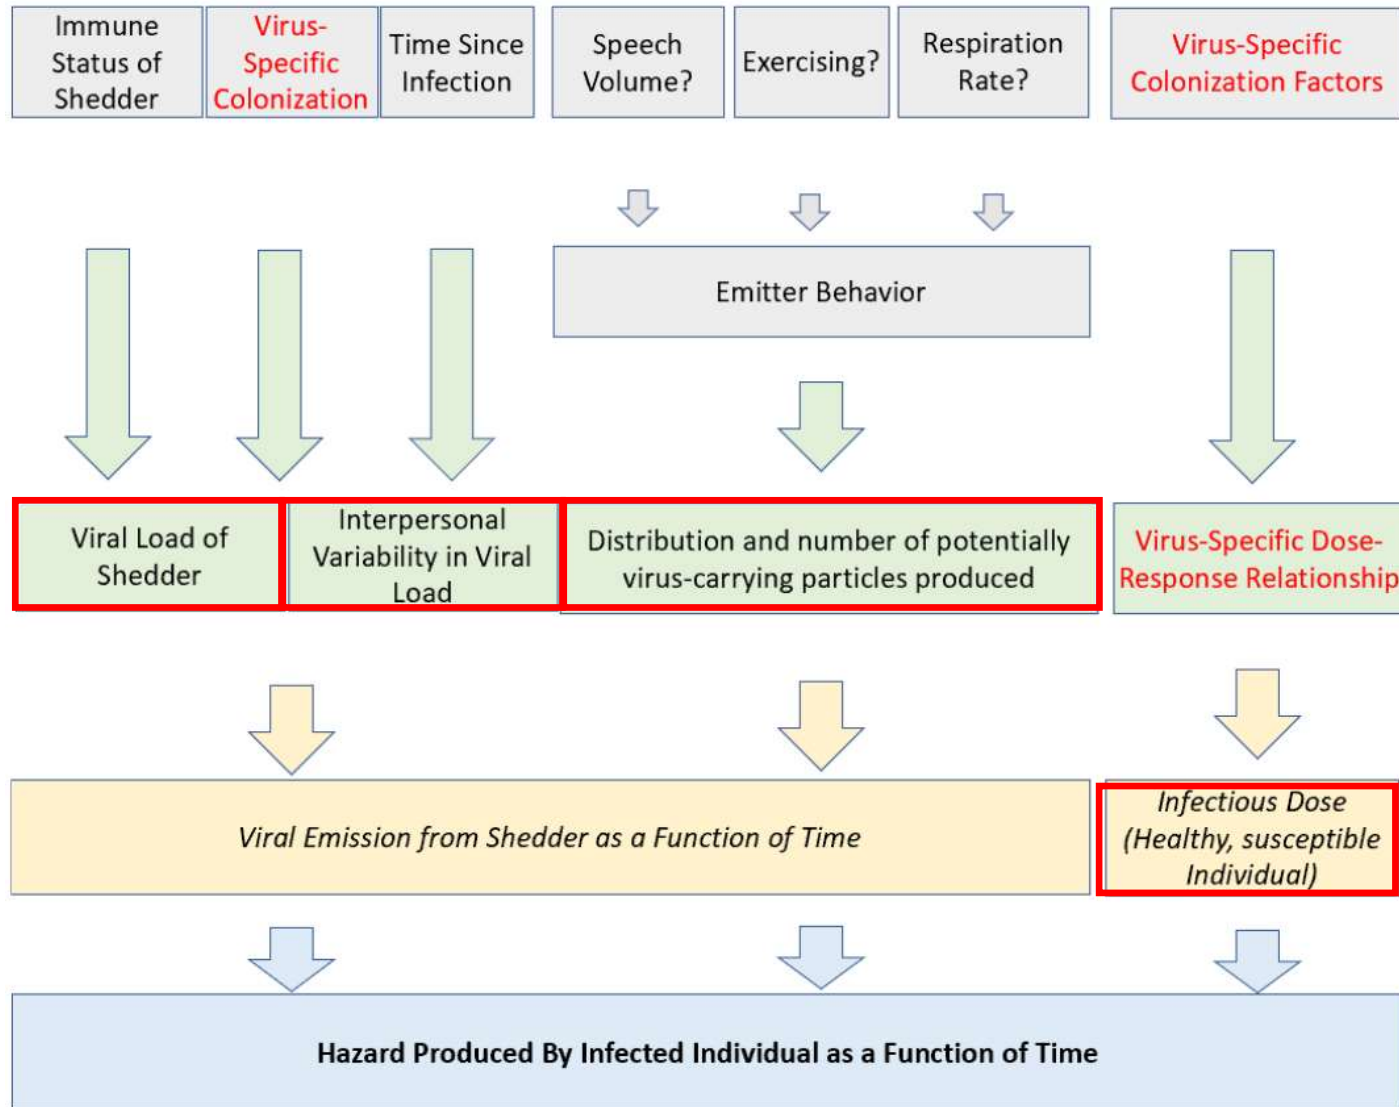 Immune
Status of
Shedder
Virus-
Specific
Colonization
Time Since
Infection
Speech
Volume?
Exercising?
Respiration
Rate?
Virus-Specific
Colonization Factors
Emitter Behavior
Viral Load of
Shedder
Interpersonal
Variability in Viral
Load
Distribution and number of potentially
virus-carrying particles produced
Virus-Specific Dose-
Response Relationship
Viral Emission from Shedder as a Function of Time
Infectious Dose
(Healthy, susceptible
Individual)
Hazard Produced By Infected Individual as a Function of Time